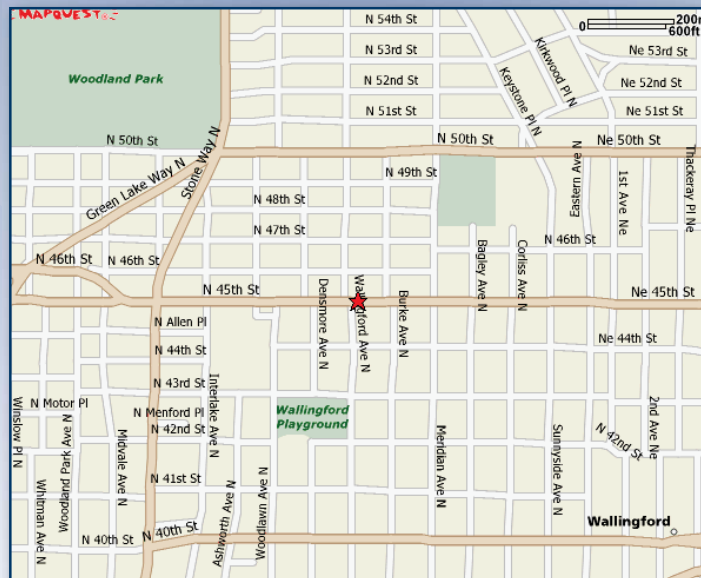 MAPQUEST
N 54th St
0 200m
600ft
N 53rd St
Ne 53rd St
Kirkwood Pl N
Woodland Park
N 52nd St
Keystone Pl N
Ne 52nd St
N 51st St
Ne 51st St
N 50th St
N 50th St
Ne 50th St
Stone Way N
Green Lake Way N
N 49th St
Eastern Ave N
1st Ave Ne
Thackeray Pl Ne
N 48th St
N 47th St
N 46th St
N 46th St
N 46th St
Bagley Ave N
Corliss Ave N
N 45th St
Ne 45th St
Densmore Ave N
Wallingford Ave N
Burke Ave N
N Allen Pl
Ne 44th St
N 44th St
N 43rd St
Interlake Ave N
N Motor Pl
N Menford Pl
Wallingford
Playground
Winslow Pl N
Woodland Park Ave N
Midvale Ave N
N 42nd St
Meridian Ave N
Sunnyside Ave N
N 42nd St
2nd Ave Ne
N 41st St
Whitman Ave N
Ashworth Ave N
Woodlawn Ave N
Wallingford
N 40th St
N 40th St